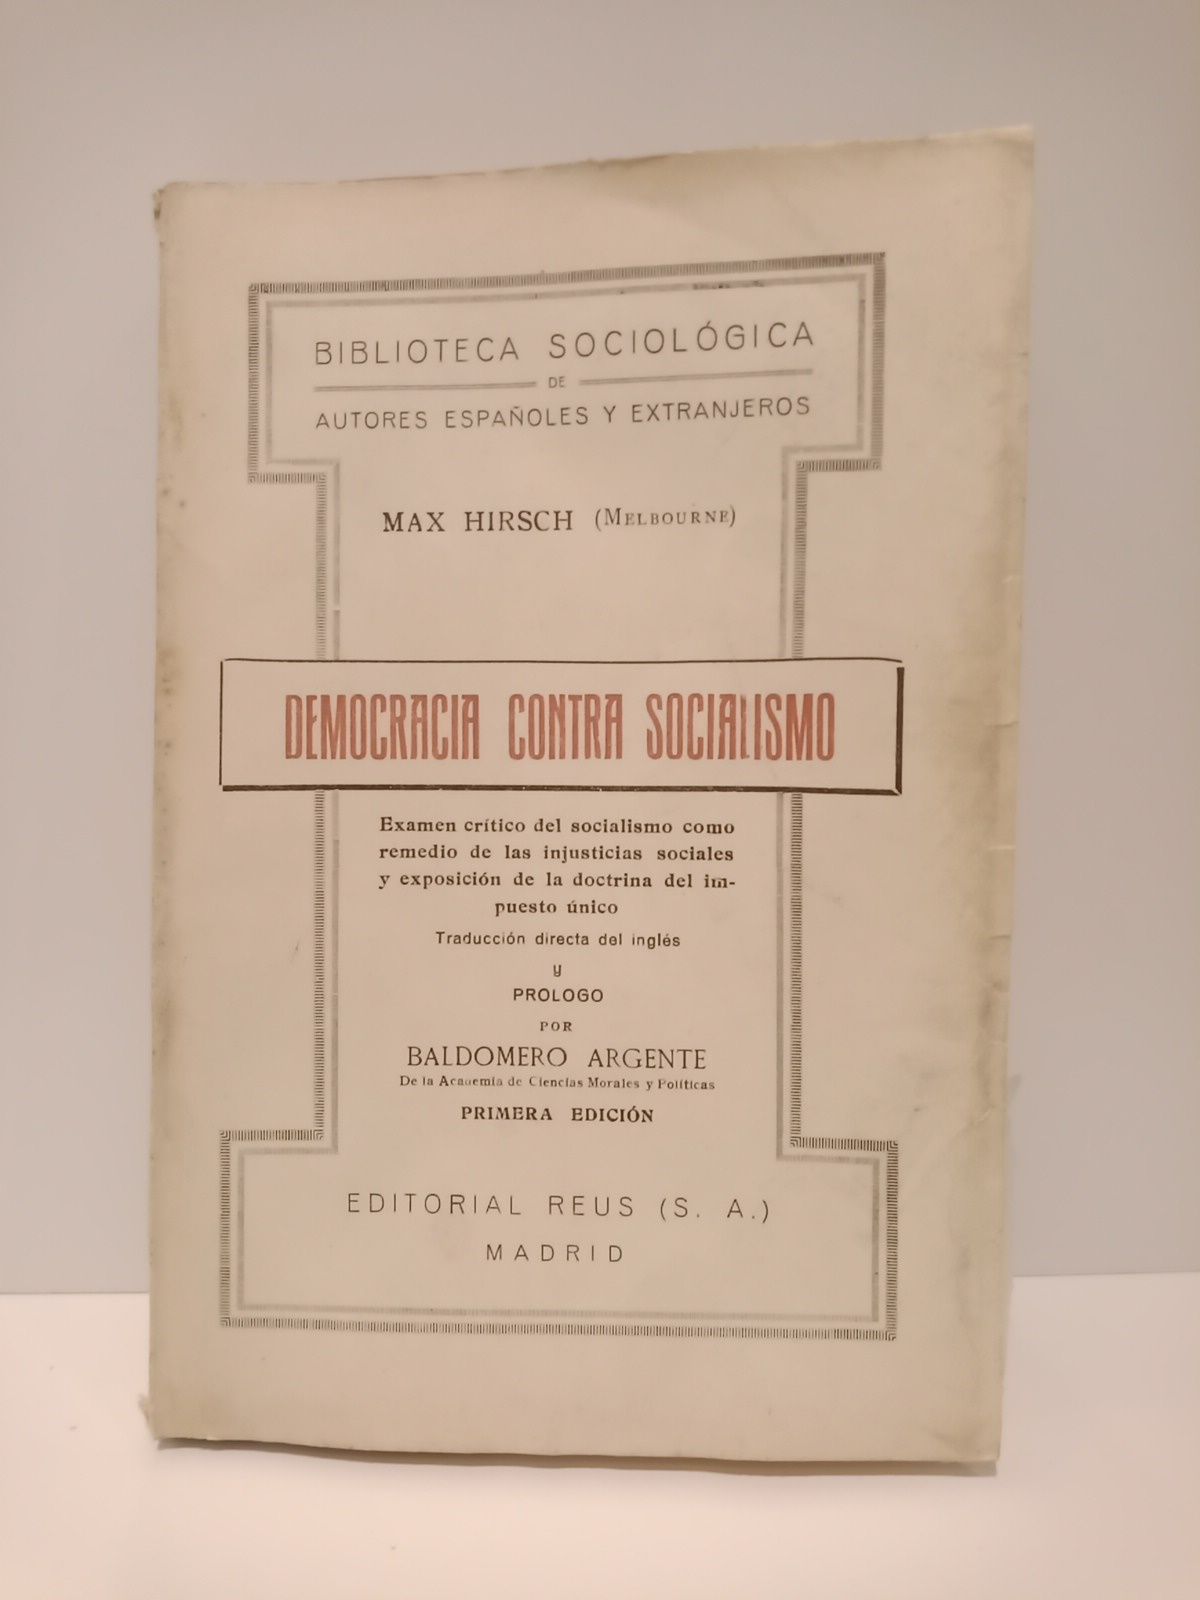 BIBLIOTECA SOCIOLÓGICA
DE
AUTORES ESPAÑOLES Y EXTRANJEROS
MAX HIRSCH (MELBOURNE)
DEMOCRACIA CONTRA SOCIALISMO
Examen crítico del socialismo como
remedio de las injusticias sociales
y exposición de la doctrina del im-
puesto único
Traducción directa del inglés
y
PROLOGO
POR
BALDOMERO ARGENTE
De la Academia de Ciencias Morales y Políticas
PRIMERA EDICIÓN
EDITORIAL REUS (S. A.)
MADRID